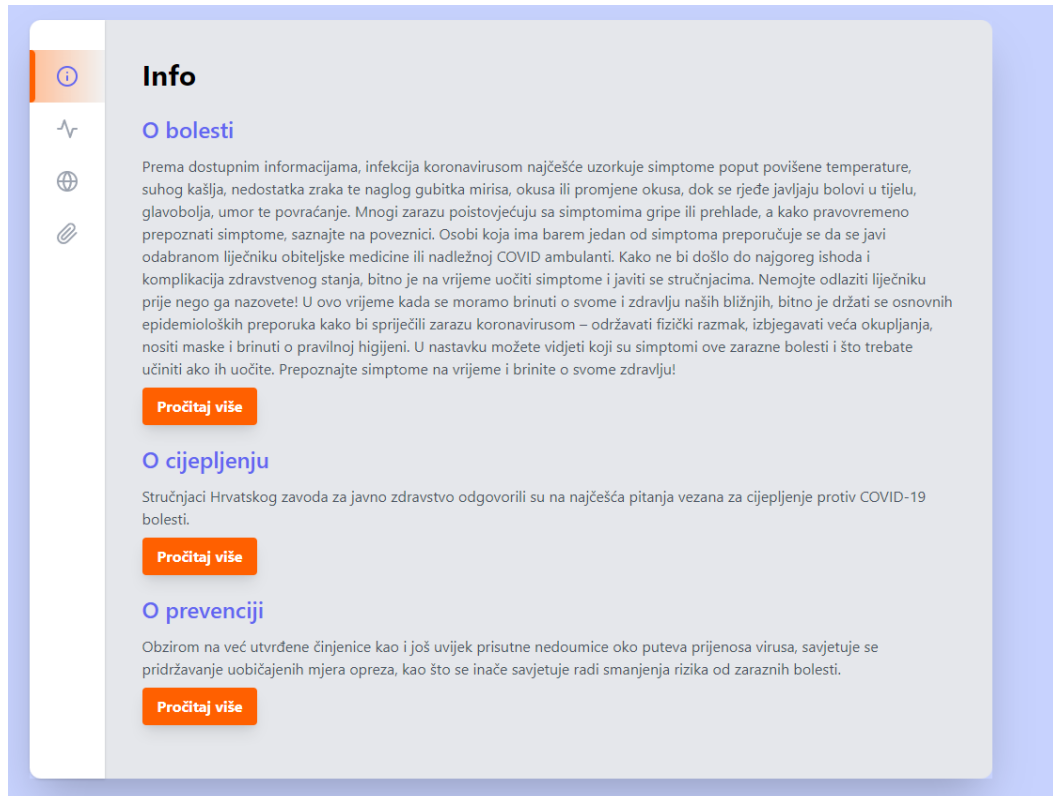 Info
O bolesti
Prema dostupnim informacijama, infekcija koronavirusom najčešće uzorkuje simptome poput povišene temperature,
suhog kašlja, nedostatka zraka te naglog gubitka mirisa, okusa ili promjene okusa, dok se rjeđe javljaju bolovi u tijelu,
glavobolja, umor te povraćanje. Mnogi zarazu poistovjećuju sa simptomima gripe ili prehlade, a kako pravovremeno
prepoznati simptome, saznajte na poveznici. Osobi koja ima barem jedan od simptoma preporučuje se da se javi
odabranom liječniku obiteljske medicine ili nadležnoj COVID ambulanti. Kako ne bi došlo do najgoreg ishoda i
komplikacija zdravstvenog stanja, bitno je na vrijeme uočiti simptome i javiti se stručnjacima. Nemojte odlaziti liječniku
prije nego ga nazovete! U ovo vrijeme kada se moramo brinuti o svome i zdravlju naših bližnjih, bitno je držati se osnovnih
epidemioloških preporuka kako bi spriječili zarazu koronavirusom – održavati fizički razmak, izbjegavati veća okupljanja,
nositi maske i brinuti o pravilnoj higijeni. U nastavku možete vidjeti koji su simptomi ove zarazne bolesti i što trebate
učiniti ako ih uočite. Prepoznajte simptome na vrijeme i brinite o svome zdravlju!
Pročitaj više
O cijepljenju
Stručnjaci Hrvatskog zavoda za javno zdravstvo odgovorili su na najčešća pitanja vezana za cijepljenje protiv COVID-19
bolesti.
Pročitaj više
O prevenciji
Obzirom na već utvrđene činjenice kao i još uvijek prisutne nedoumice oko puteva prijenosa virusa, savjetuje se
pridržavanje uobičajenih mjera opreza, kao što se inače savjetuje radi smanjenja rizika od zaraznih bolesti.
Pročitaj više